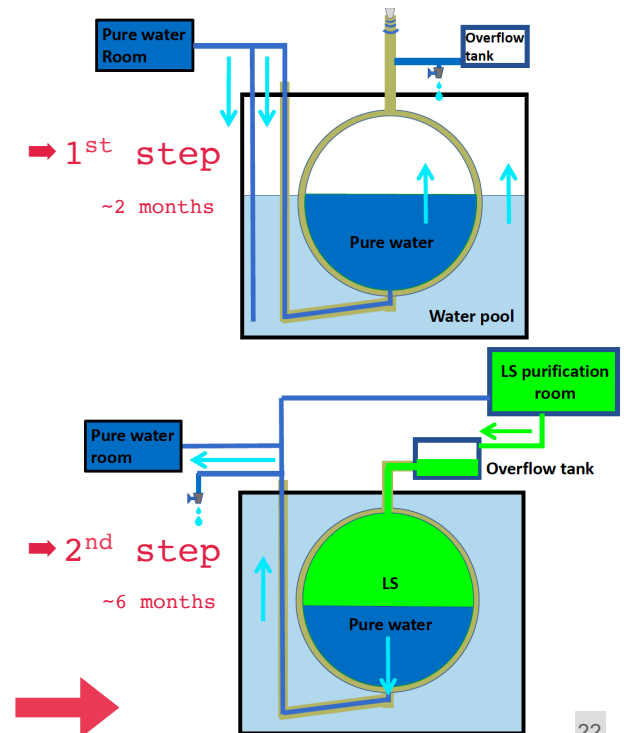 Pure water
Room
Overflow
tank
1st step
~2 months
Pure water
Water pool
LS purification
room
Pure water
room
Overflow tank
2nd step
~6 months
LS
Pure water
22